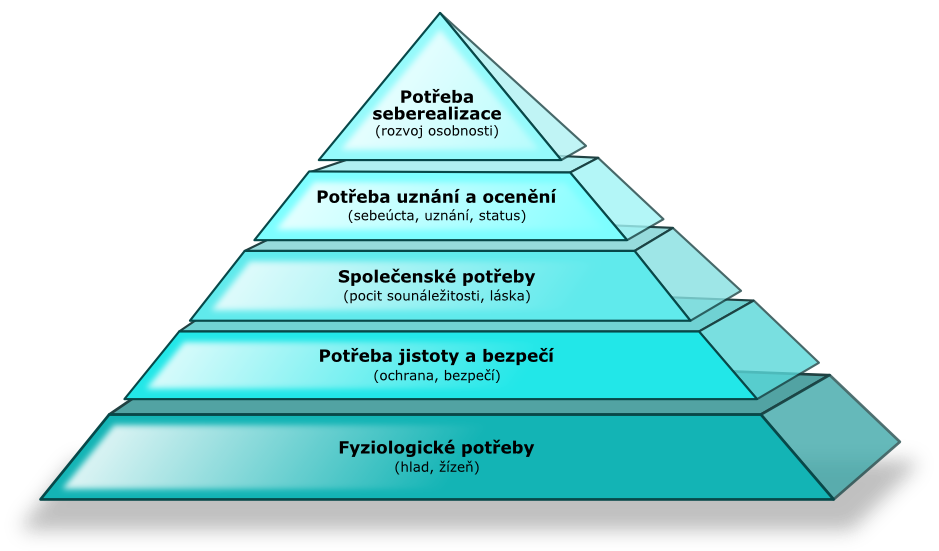 Potřeba
seberealizace
(rozvoj osobnosti)
Potřeba uznání a ocenění
(sebeúcta, uznání, status)
Společenské potřeby
(pocit sounáležitosti, láska)
Potřeba jistoty a bezpečí
(ochrana, bezpečí)
Fyziologické potřeby
(hlad, žízeň)